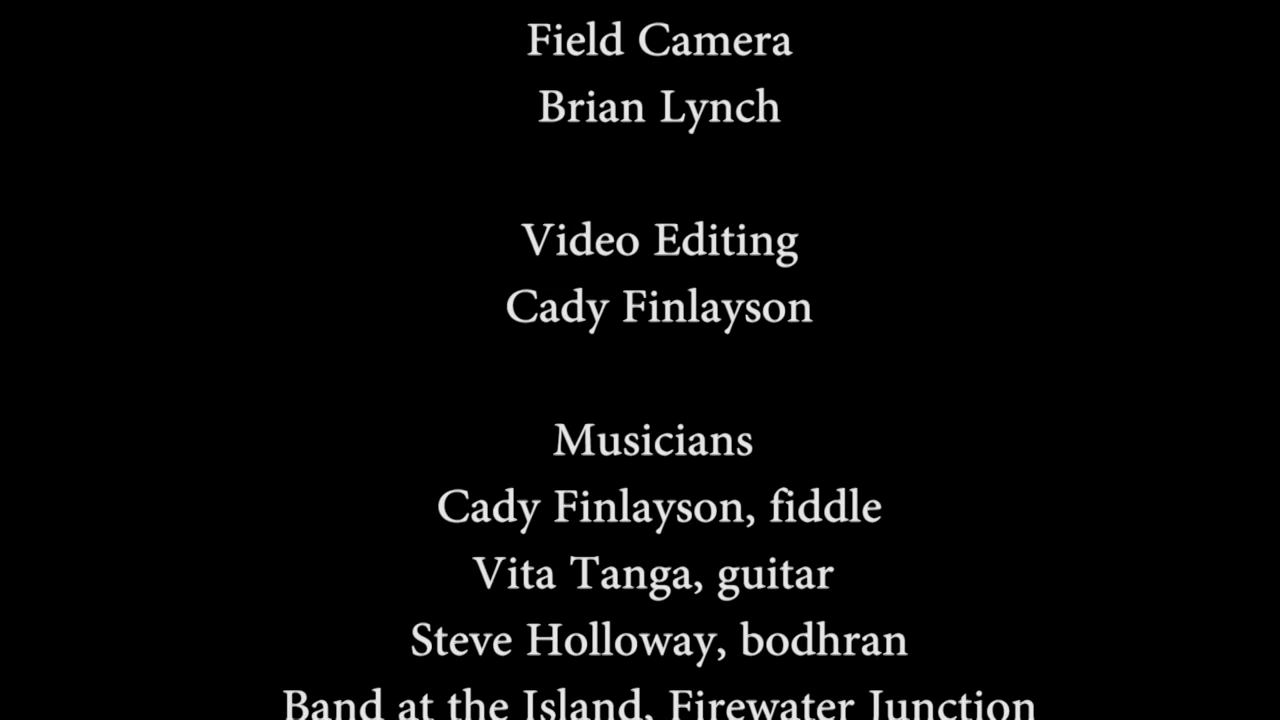 Field Camera
Brian Lynch
Video Editing
Cady Finlayson
Musicians
Cady Finlayson, fiddle
Vita Tanga, guitar
Steve Holloway, bodhran
Band at the Island, Firewater Junction